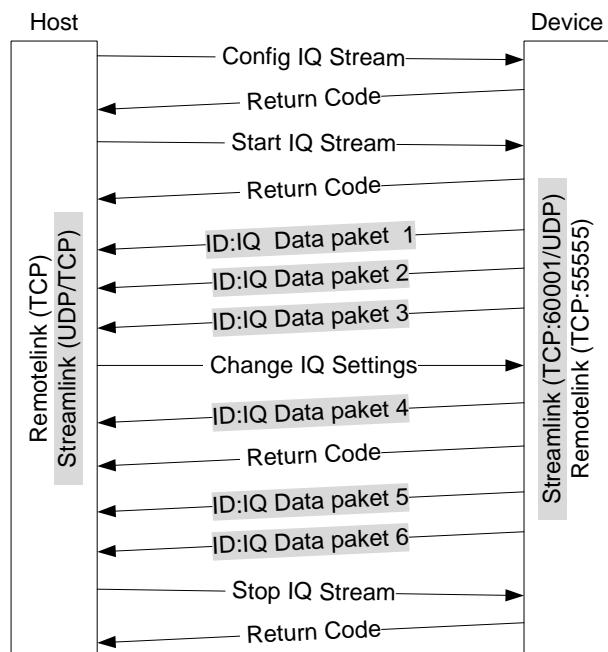 Host
Device
Config IQ Stream
Return Code
Start IQ Stream
Return Code
ID:IQ Data paket 1
ID:IQ Data paket 2
ID:IQ Data paket 3
Change IQ Settings
ID:IQ Data paket 4
Return Code
ID:IQ Data paket 5
ID:IQ Data paket 6
Stop IQ Stream
Return Code
Remotelink (TCP)
Streamlink (UDP/TCP)
Streamlink (TCP:60001/UDP)
Remotelink (TCP:55555)